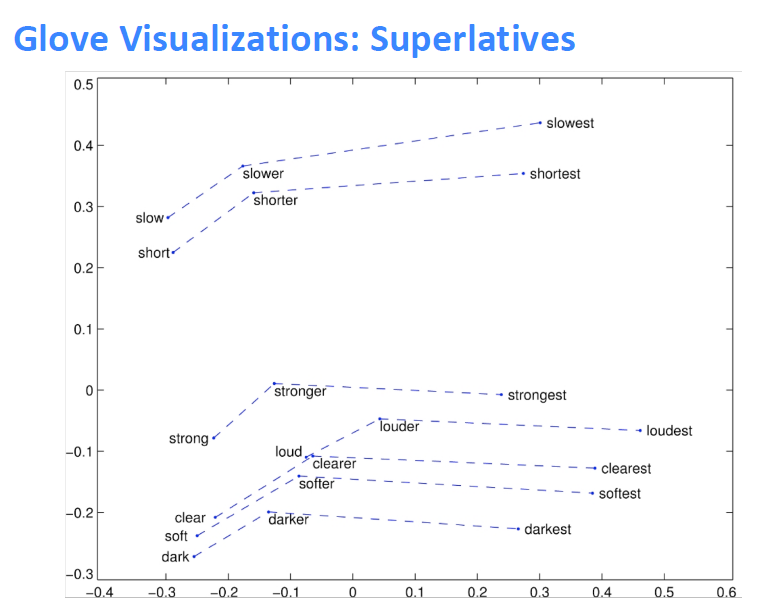 Glove Visualizations: Superlatives
0.5
0.4
0.3
0.2
0.1
0
−0.1
−0.2
−0.3
slowest
slower
shortest
shorter
slow
short
stronger
strongest
strong
louder
loudest
loud
clearer
clearest
softer
softest
clear
darker
soft
darkest
dark
−0.4 −0.3 −0.2 −0.1 0 0.1 0.2 0.3 0.4 0.5 0.6